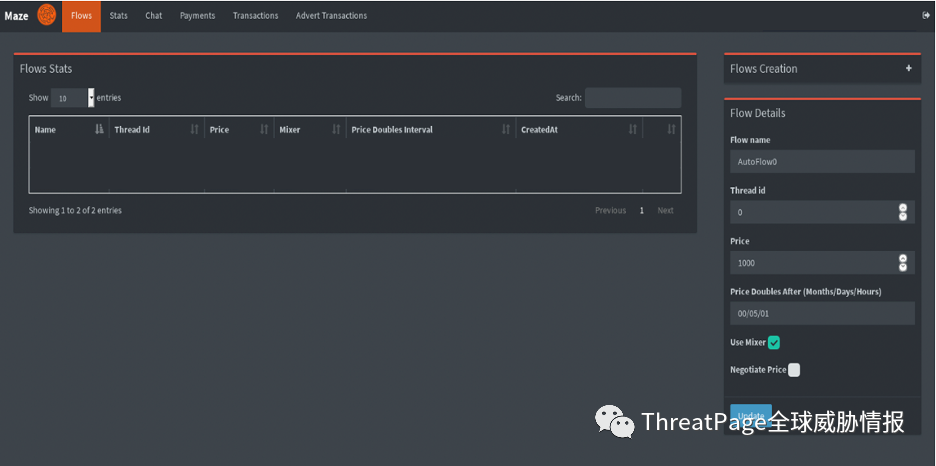 Maze Flows Stats Chat Payments Transactions Advert Transactions
Flows Stats
Show 10 entries Search:
Name Thread Id Price Mixer Price Doubles Interval CreatedAt
Showing 1 to 2 of 2 entries Previous 1 Next
Flows Creation +
Flow Details
Flow name
AutoFlow0
Thread id
0
Price
1000
Price Doubles After (Months/Days/Hours)
00/05/01
Use Mixer
Negotiate Price
Update
ThreatPage全球威胁情报